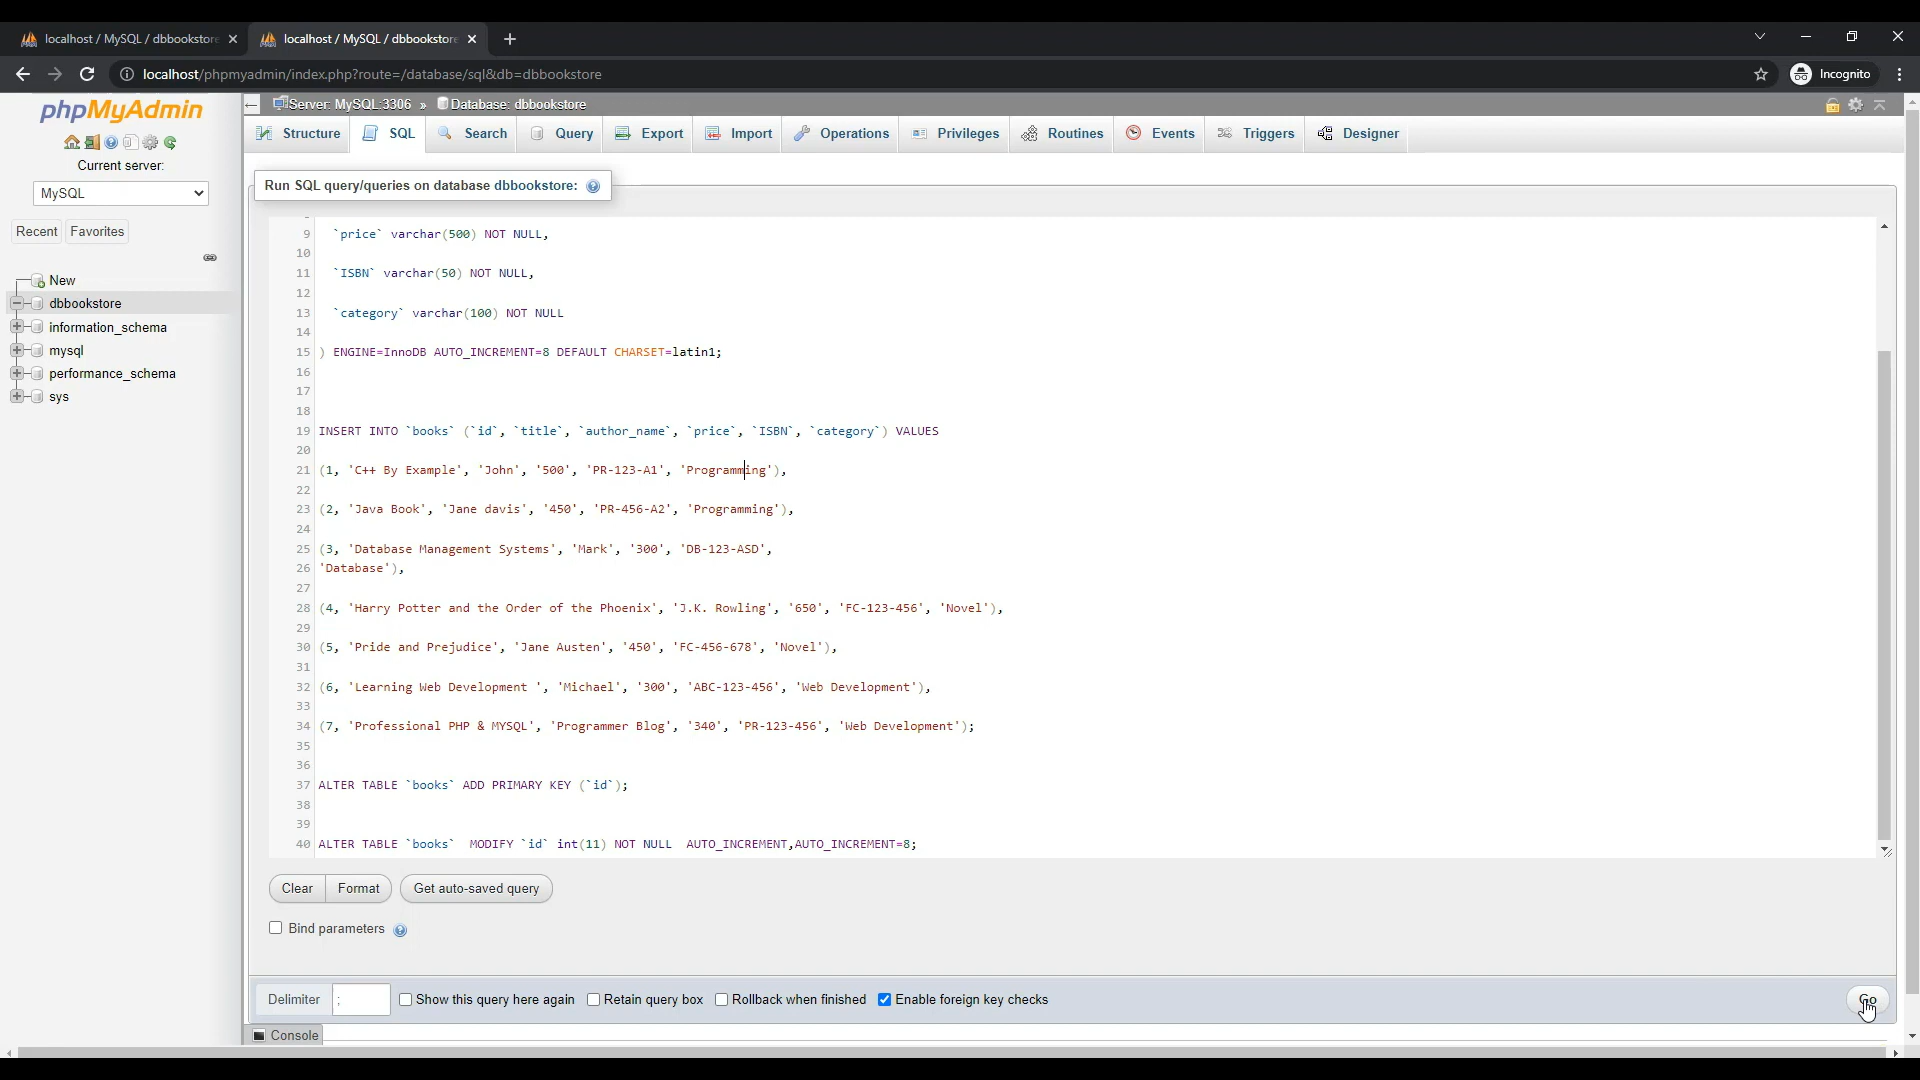 localhost / MySQL / dbbookstore
localhost / MySQL / dbbookstore
localhost/phpmyadmin/index.php?route=/database/sql&db=dbbookstore
Incognito
phpMyAdmin
Server: MySQL:3306 » Database: dbbookstore
Structure SQL Search Query Export Import Operations Privileges Routines Events Triggers Designer
Current server:
MySQL
Recent Favorites
New
dbbookstore
information_schema
mysql
performance_schema
sys
Run SQL query/queries on database dbbookstore:
9 `price` varchar(500) NOT NULL,
10
11 `ISBN` varchar(50) NOT NULL,
12
13 `category` varchar(100) NOT NULL
14
15 ) ENGINE=InnoDB AUTO_INCREMENT=8 DEFAULT CHARSET=latin1;
16
17
18
19 INSERT INTO `books` (`id`, `title`, `author_name`, `price`, `ISBN`, `category`) VALUES
20
21 (1, 'C++ By Example', 'John', '500', 'PR-123-A1', 'Programming'),
22
23 (2, 'Java Book', 'Jane davis', '450', 'PR-456-A2', 'Programming'),
24
25 (3, 'Database Management Systems', 'Mark', '300', 'DB-123-ASD',
26 'Database'),
27
28 (4, 'Harry Potter and the Order of the Phoenix', 'J.K. Rowling', '650', 'FC-123-456', 'Novel'),
29
30 (5, 'Pride and Prejudice', 'Jane Austen', '450', 'FC-456-678', 'Novel'),
31
32 (6, 'Learning Web Development ', 'Michael', '300', 'ABC-123-456', 'Web Development'),
33
34 (7, 'Professional PHP & MYSQL', 'Programmer Blog', '340', 'PR-123-456', 'Web Development');
35
36
37 ALTER TABLE `books` ADD PRIMARY KEY (`id`);
38
39
40 ALTER TABLE `books`  MODIFY `id` int(11) NOT NULL  AUTO_INCREMENT,AUTO_INCREMENT=8;
Clear Format Get auto-saved query
Bind parameters
Delimiter ; Show this query here again Retain query box Rollback when finished Enable foreign key checks Go
Console